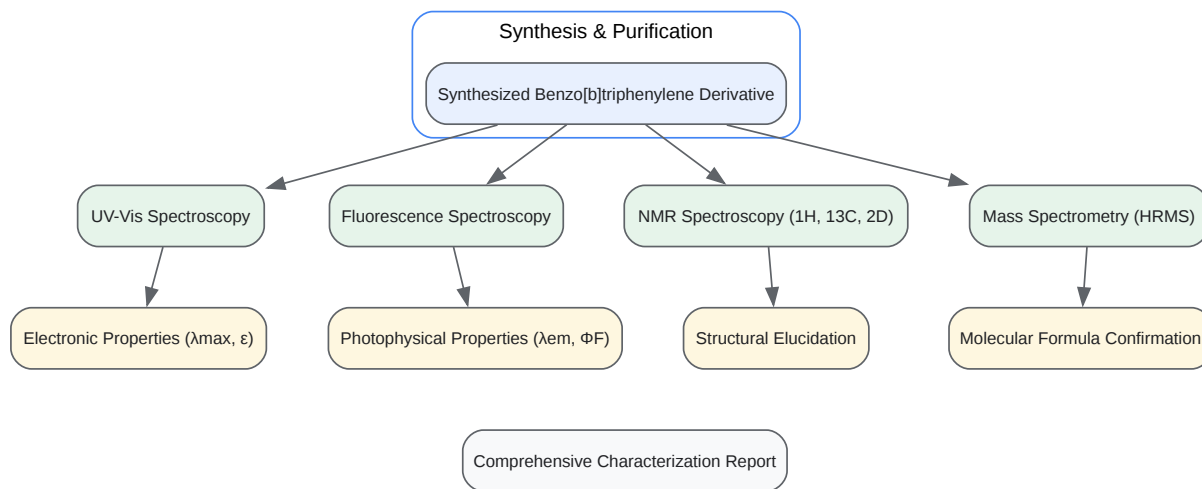 Synthesis & Purification
Synthesized Benzo[b]triphenylene Derivative
UV-Vis Spectroscopy
Fluorescence Spectroscopy
NMR Spectroscopy (1H, 13C, 2D)
Mass Spectrometry (HRMS)
Electronic Properties (λmax, ε)
Photophysical Properties (λem, ΦF)
Structural Elucidation
Molecular Formula Confirmation
Comprehensive Characterization Report